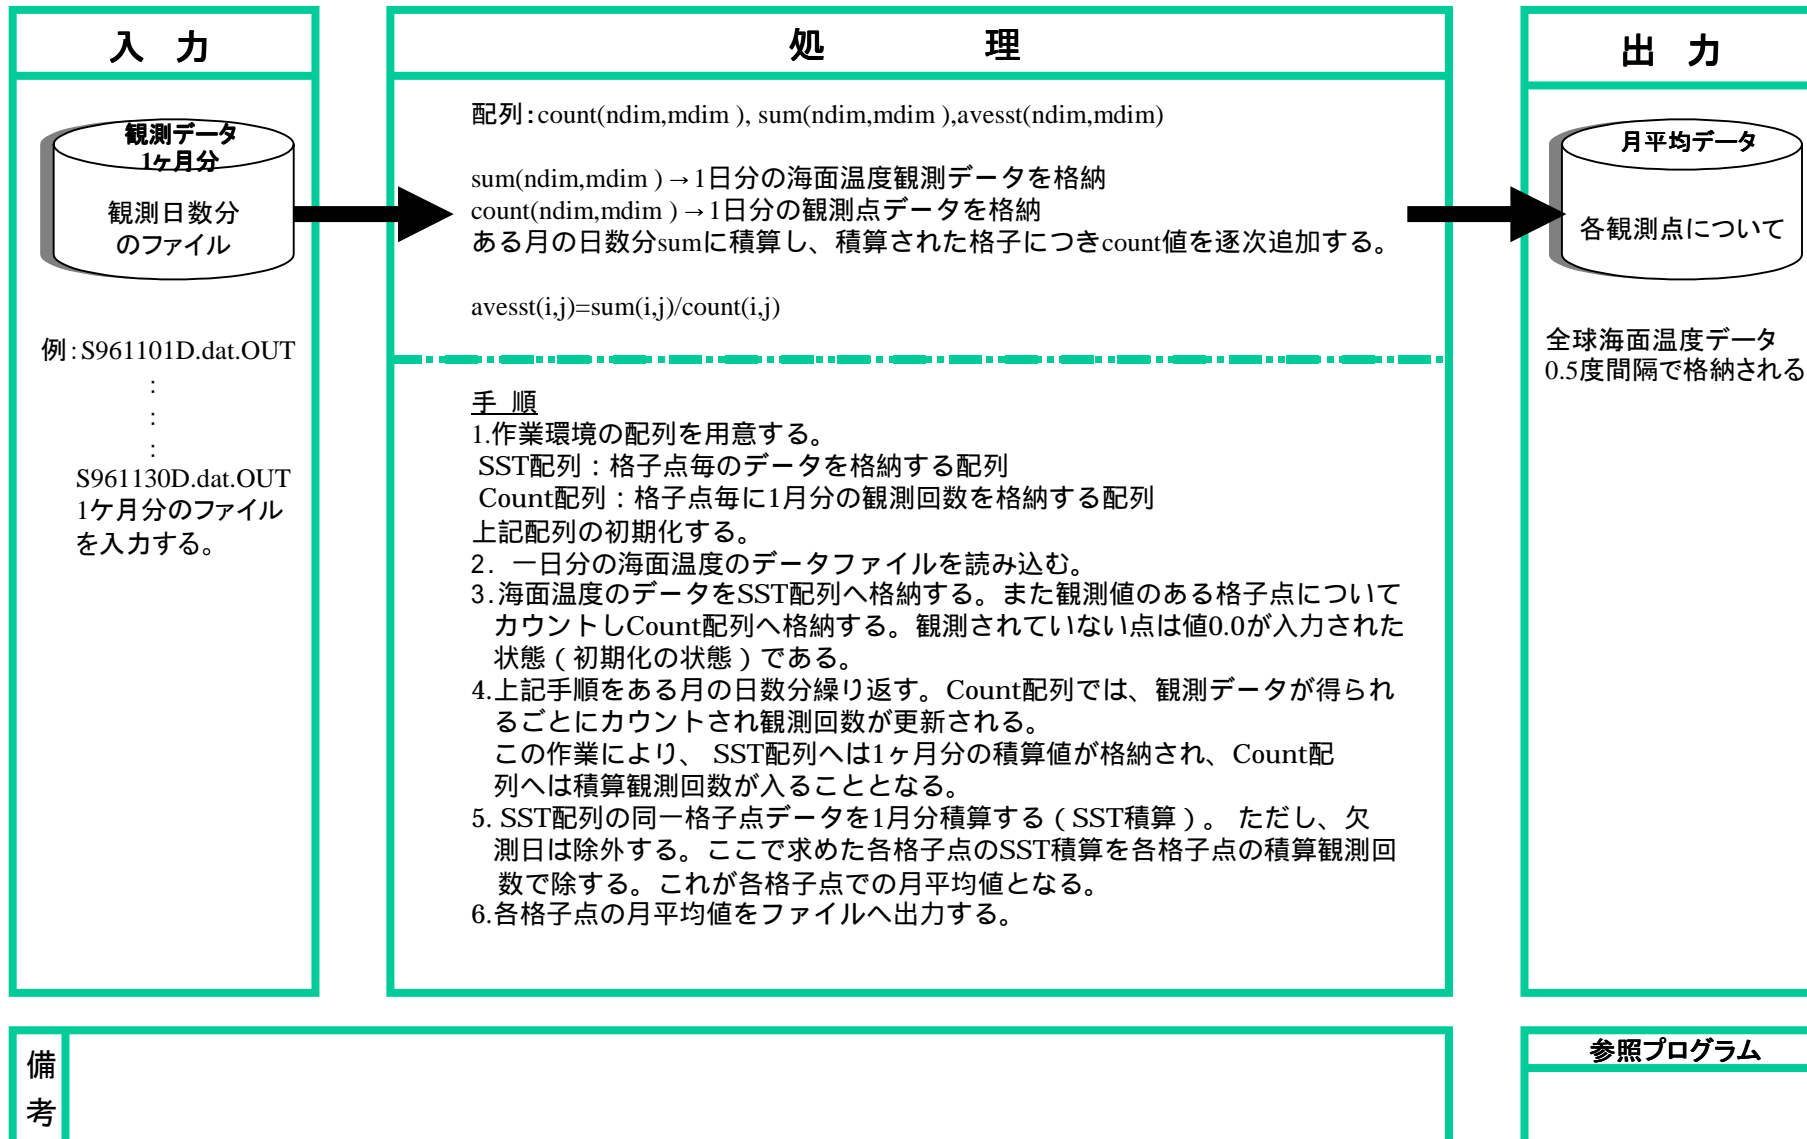 入 力
観測データ
1ヶ月分
観測日数分
のファイル
例:S961101D.dat.OUT
:
:
:
S961130D.dat.OUT
1ケ月分のファイル
を入力する。
処 理
配列:count(ndim,mdim ), sum(ndim,mdim ),avesst(ndim,mdim)
sum(ndim,mdim )→1日分の海面温度観測データを格納
count(ndim,mdim )→1日分の観測点データを格納
ある月の日数分sumに積算し、積算された格子につきcount値を逐次追加する。
avesst(i,j)=sum(i,j)/count(i,j)
手 順
1.作業環境の配列を用意する。
SST配列：格子点毎のデータを格納する配列
Count配列：格子点毎に1月分の観測回数を格納する配列
上記配列の初期化する。
2. 一日分の海面温度のデータファイルを読み込む。
3.海面温度のデータをSST配列へ格納する。また観測値のある格子点について
カウントしCount配列へ格納する。観測されていない点は値0.0が入力された
状態（初期化の状態）である。
4.上記手順をある月の日数分繰り返す。Count配列では、観測データが得られ
るごとにカウントされ観測回数が更新される。
この作業により、 SST配列へは1ヶ月分の積算値が格納され、Count配
列へは積算観測回数が入ることとなる。
5. SST配列の同一格子点データを1月分積算する（SST積算）。 ただし、欠
測日は除外する。ここで求めた各格子点のSST積算を各格子点の積算観測回
数で除する。これが各格子点での月平均値となる。
6.各格子点の月平均値をファイルへ出力する。
出 力
月平均データ
各観測点について
全球海面温度データ
0.5度間隔で格納される
備
考
参照プログラム